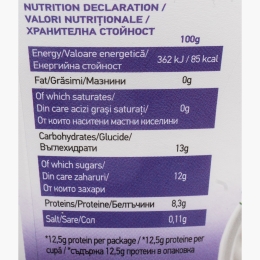 NUTRITION DECLARATION /
VALORI NUTRIȚIONALE /
ХРАНИТЕЛНА СТОЙНОСТ
100g
Energy/Valoare energetică/
Енергийна стойност
362 kJ / 85 kcal
Fat/Grăsimi/Мазнини
0g
Of which saturates/
Din care acizi grași saturați/
От които наситени мастни киселини
0g
Carbohydrates/Glucide/
Въглехидрати
13g
Of which sugars/
Din care zaharuri/
От които захари
12g
Proteins/Proteine/Белтъчини
8,3g
Salt/Sare/Сол
0,11g
*12,5g protein per package / *12,5g proteine per
cupă / *съдържа 12,5g протеин в опаковка